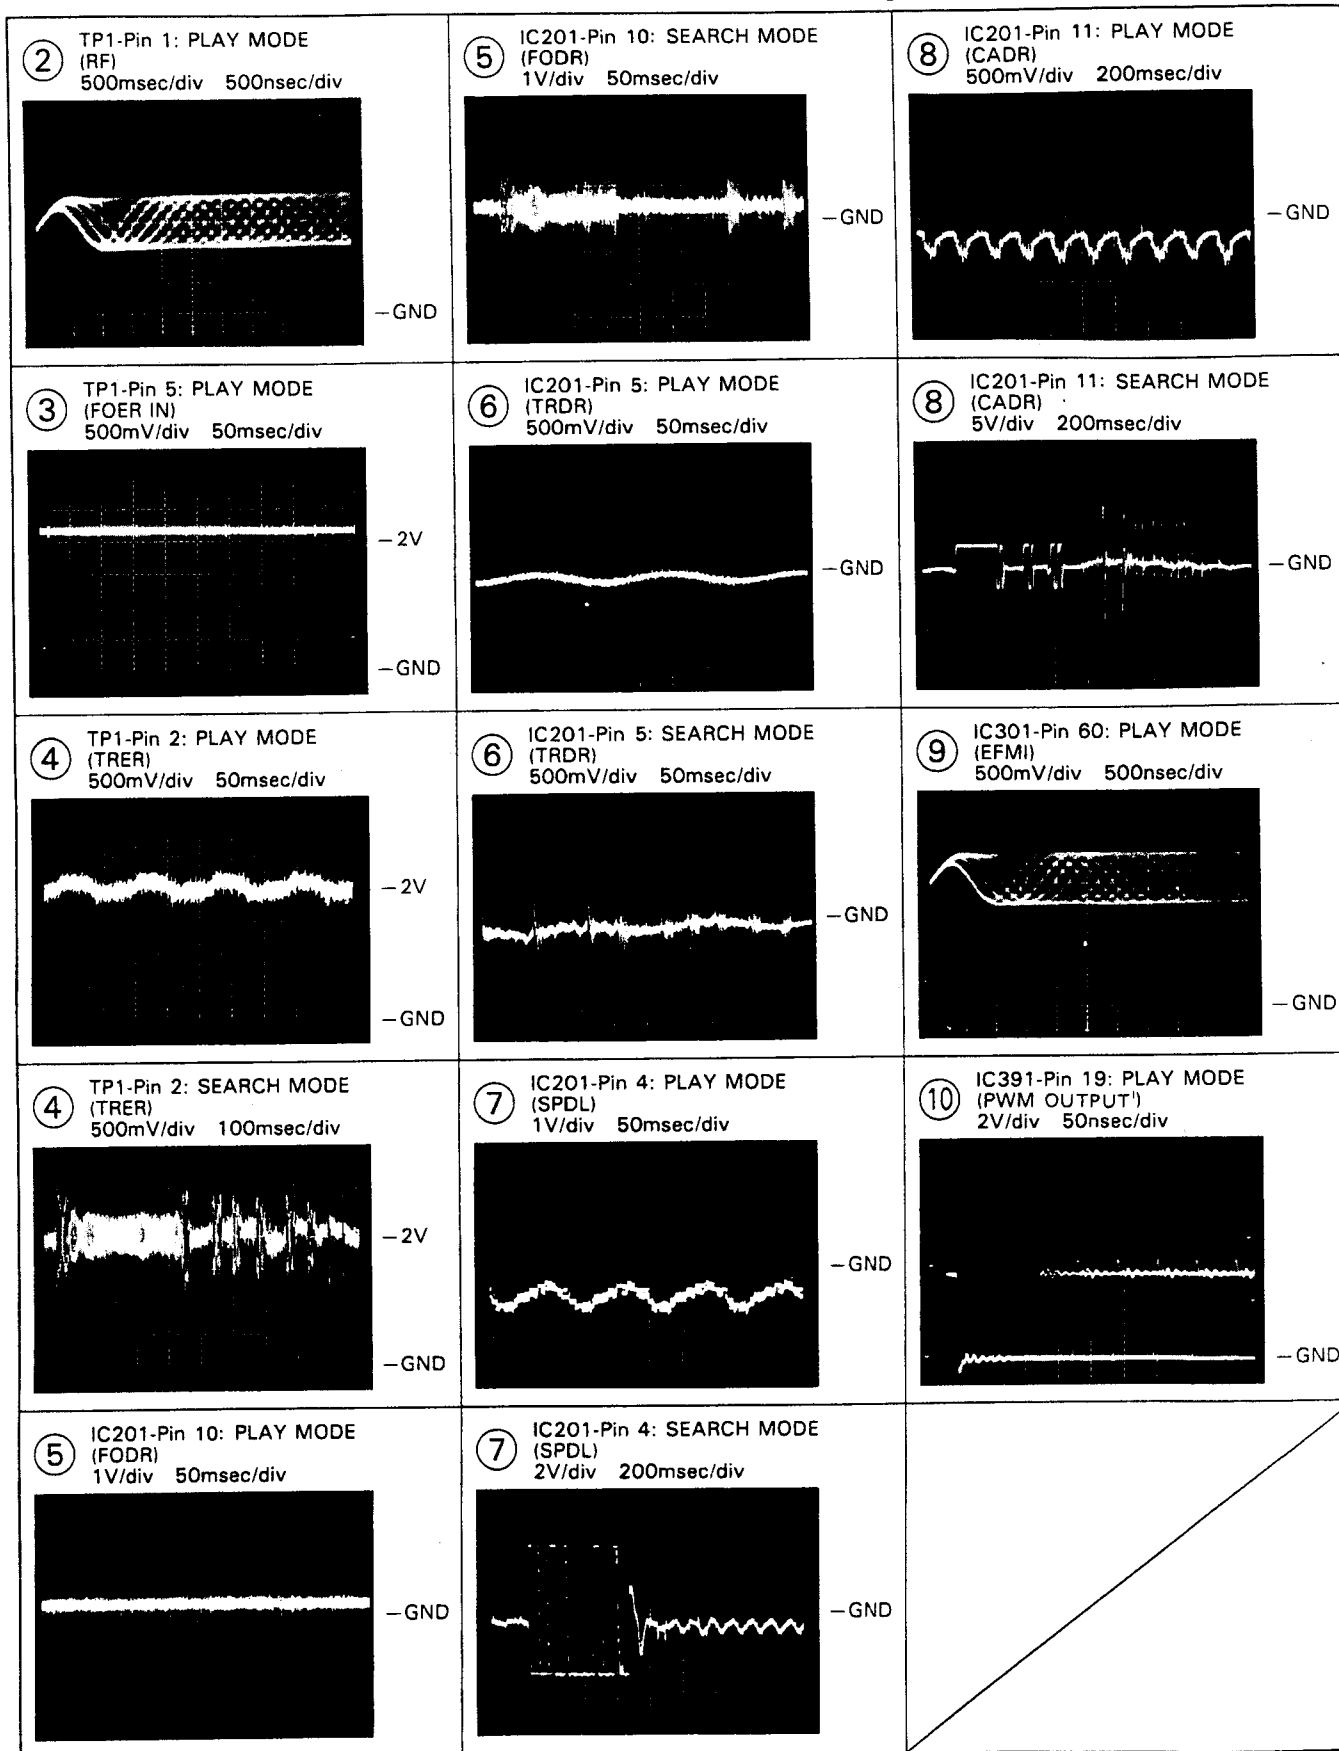 ② TP1-Pin 1: PLAY MODE
(RF)
500msec/div 500nsec/div
–GND
③ TP1-Pin 5: PLAY MODE
(FOER IN)
500mV/div 50msec/div
–2V
–GND
④ TP1-Pin 2: PLAY MODE
(TRER)
500mV/div 50msec/div
–2V
–GND
④ TP1-Pin 2: SEARCH MODE
(TRER)
500mV/div 100msec/div
–2V
–GND
⑤ IC201-Pin 10: PLAY MODE
(FODR)
1V/div 50msec/div
–GND
⑤ IC201-Pin 10: SEARCH MODE
(FODR)
1V/div 50msec/div
–GND
⑥ IC201-Pin 5: PLAY MODE
(TRDR)
500mV/div 50msec/div
–GND
⑥ IC201-Pin 5: SEARCH MODE
(TRDR)
500mV/div 50msec/div
–GND
⑦ IC201-Pin 4: PLAY MODE
(SPDL)
1V/div 50msec/div
–GND
⑦ IC201-Pin 4: SEARCH MODE
(SPDL)
2V/div 200msec/div
–GND
⑧ IC201-Pin 11: PLAY MODE
(CADR)
500mV/div 200msec/div
–GND
⑧ IC201-Pin 11: SEARCH MODE
(CADR)
5V/div 200msec/div
–GND
⑨ IC301-Pin 60: PLAY MODE
(EFMI)
500mV/div 500nsec/div
–GND
⑩ IC391-Pin 19: PLAY MODE
(PWM OUTPUT)
2V/div 50nsec/div
–GND